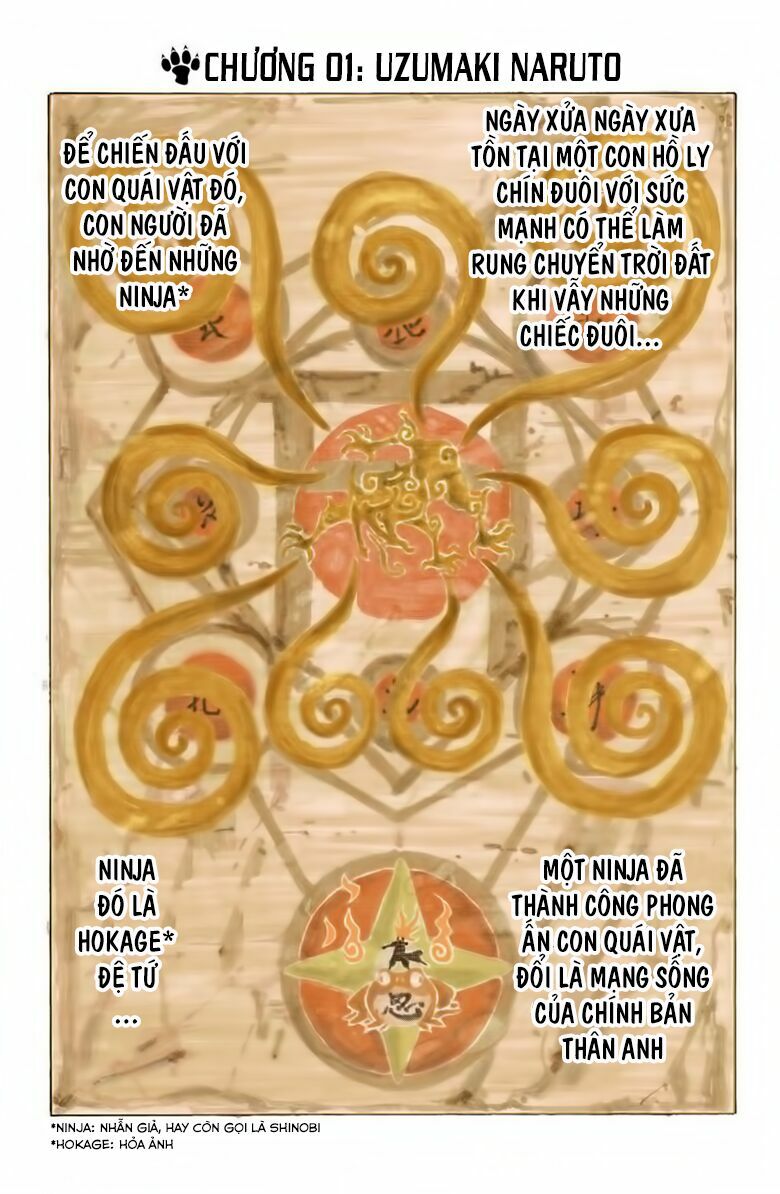 CHƯƠNG 01: UZUMAKI NARUTO
NGÀY XỬA NGÀY XƯA
TỒN TẠI MỘT CON HỒ LY
CHÍN ĐUÔI VỚI SỨC
MẠNH CÓ THỂ LÀM
RUNG CHUYỂN TRỜI ĐẤT
KHI VẪY NHỮNG
CHIẾC ĐUÔI...
ĐỂ CHIẾN ĐẤU VỚI
CON QUÁI VẬT ĐÓ,
CON NGƯỜI ĐÃ
NHỜ ĐẾN NHỮNG
NINJA*
MỘT NINJA ĐÃ
THÀNH CÔNG PHONG
ẤN CON QUÁI VẬT,
ĐỔI LÀ MẠNG SỐNG
CỦA CHÍNH BẢN
THÂN ANH
NINJA
ĐÓ LÀ
HOKAGE*
ĐỆ TỨ
...
忍
*NINJA: NHẪN GIẢ, HAY CÒN GỌI LÀ SHINOBI
*HOKAGE: HỎA ẢNH